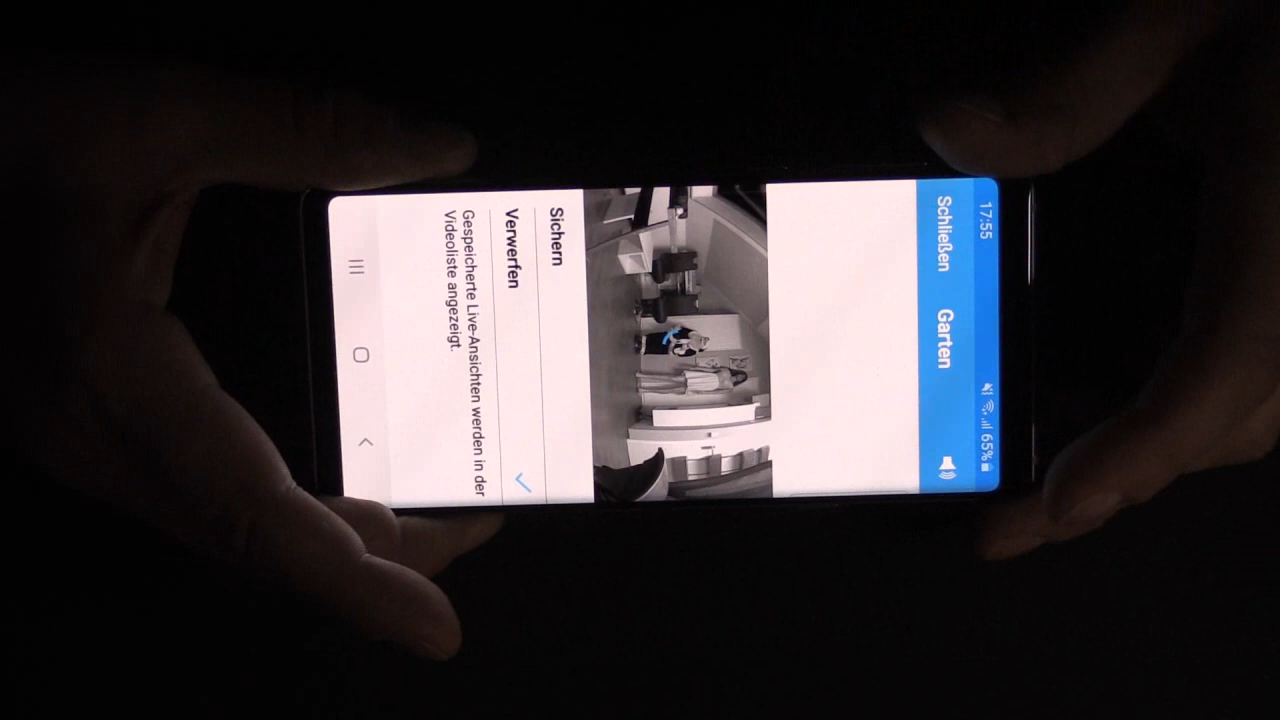 17:55
65%
Schließen Garten
Sichern
Verwerfen
Gespeicherte Live-Ansichten werden in der
Videoliste angezeigt.